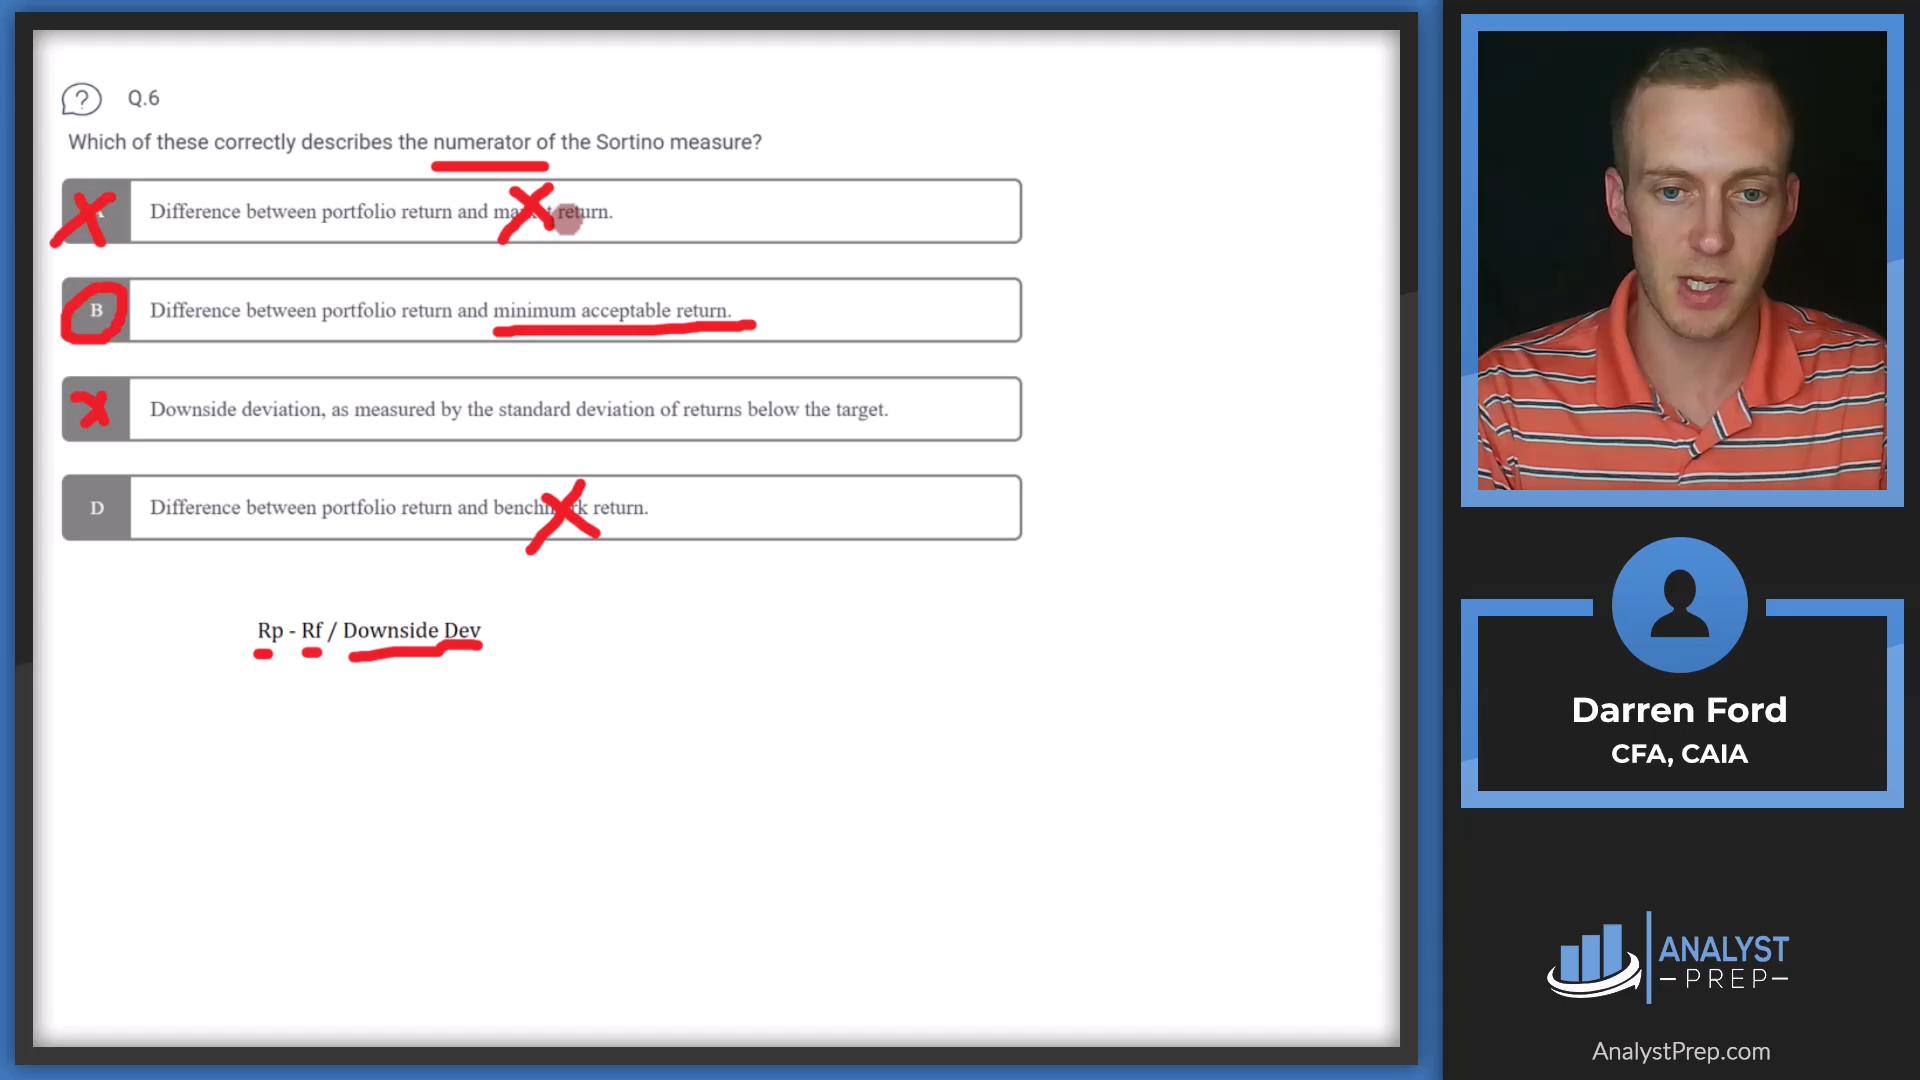 Q.6
Which of these correctly describes the numerator of the Sortino measure?
Difference between portfolio return and return.
B
Difference between portfolio return and minimum acceptable return.
Downside deviation, as measured by the standard deviation of returns below the target.
D
Difference between portfolio return and benchmark return.
Rp - Rf / Downside Dev
Darren Ford
CFA, CAIA
ANALYST
PREP
AnalystPrep.com